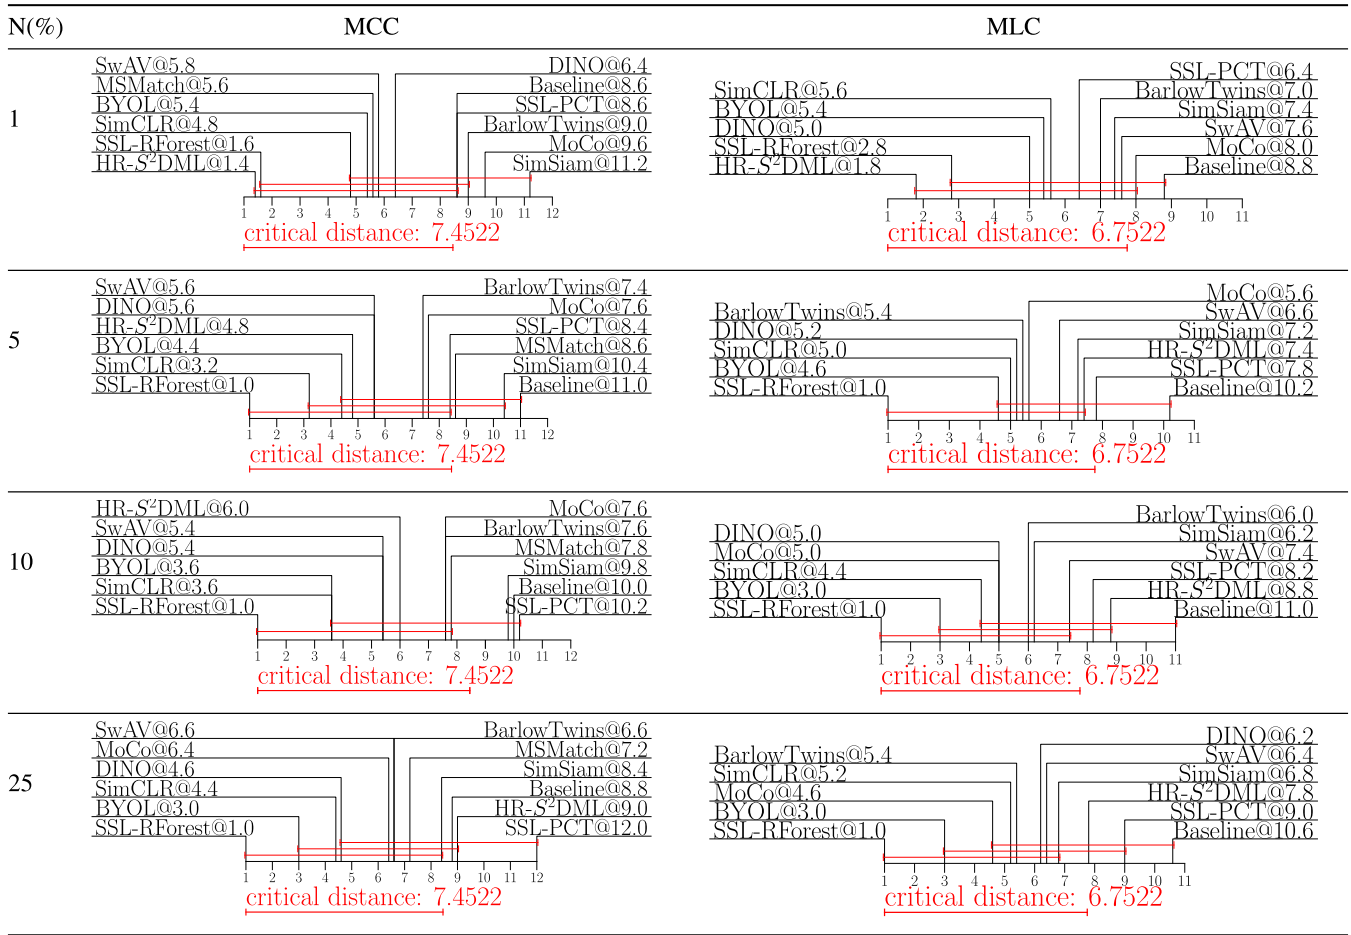 N(%) MCC MLC
1
SwAV@5.8 DINO@6.4
MSMatch@5.6 Baseline@8.6
BYOL@5.4 SSL-PCT@8.6
SimCLR@4.8 BarlowTwins@9.0
SSL-RForest@1.6 MoCo@9.6
HR-S²DML@1.4 SimSiam@11.2
1 2 3 4 5 6 7 8 9 10 11 12
critical distance: 7.4522
SSL-PCT@6.4
SimCLR@5.6 BarlowTwins@7.0
BYOL@5.4 SimSiam@7.4
DINO@5.0 SwAV@7.6
SSL-RForest@2.8 MoCo@8.0
HR-S²DML@1.8 Baseline@8.8
1 2 3 4 5 6 7 8 9 10 11
critical distance: 6.7522
5
SwAV@5.6 BarlowTwins@7.4
DINO@5.6 MoCo@7.6
HR-S²DML@4.8 SSL-PCT@8.4
BYOL@4.4 MSMatch@8.6
SimCLR@3.2 SimSiam@10.4
SSL-RForest@1.0 Baseline@11.0
1 2 3 4 5 6 7 8 9 10 11 12
critical distance: 7.4522
MoCo@5.6
BarlowTwins@5.4 SwAV@6.6
DINO@5.2 SimSiam@7.2
SimCLR@5.0 HR-S²DML@7.4
BYOL@4.6 SSL-PCT@7.8
SSL-RForest@1.0 Baseline@10.2
1 2 3 4 5 6 7 8 9 10 11
critical distance: 6.7522
10
HR-S²DML@6.0 MoCo@7.6
SwAV@5.4 BarlowTwins@7.6
DINO@5.4 MSMatch@7.8
BYOL@3.6 SimSiam@9.8
SimCLR@3.6 Baseline@10.0
SSL-RForest@1.0 SSL-PCT@10.2
1 2 3 4 5 6 7 8 9 10 11 12
critical distance: 7.4522
BarlowTwins@6.0
DINO@5.0 SimSiam@6.2
MoCo@5.0 SwAV@7.4
SimCLR@4.4 SSL-PCT@8.2
BYOL@3.0 HR-S²DML@8.8
SSL-RForest@1.0 Baseline@11.0
1 2 3 4 5 6 7 8 9 10 11
critical distance: 6.7522
25
SwAV@6.6 BarlowTwins@6.6
MoCo@6.4 MSMatch@7.2
DINO@4.6 SimSiam@8.4
SimCLR@4.4 Baseline@8.8
BYOL@3.0 HR-S²DML@9.0
SSL-RForest@1.0 SSL-PCT@12.0
1 2 3 4 5 6 7 8 9 10 11 12
critical distance: 7.4522
DINO@6.2
BarlowTwins@5.4 SwAV@6.4
SimCLR@5.2 SimSiam@6.8
MoCo@4.6 HR-S²DML@7.8
BYOL@3.0 SSL-PCT@9.0
SSL-RForest@1.0 Baseline@10.6
1 2 3 4 5 6 7 8 9 10 11
critical distance: 6.7522